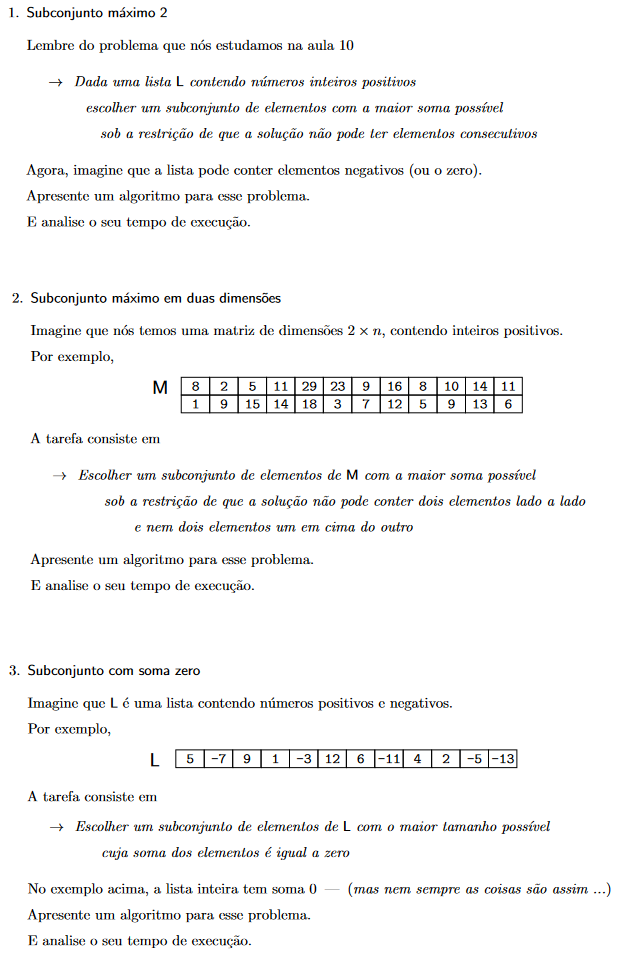 1. Subconjunto máximo 2
Lembre do problema que nós estudamos na aula 10
→ Dada uma lista L contendo números inteiros positivos
escolher um subconjunto de elementos com a maior soma possível
sob a restrição de que a solução não pode ter elementos consecutivos
Agora, imagine que a lista pode conter elementos negativos (ou o zero).
Apresente um algoritmo para esse problema.
E analise o seu tempo de execução.
2. Subconjunto máximo em duas dimensões
Imagine que nós temos uma matriz de dimensões 2 × n, contendo inteiros positivos.
Por exemplo,
M 8 2 5 11 29 23 9 16 8 10 14 11
1 9 15 14 18 3 7 12 5 9 13 6
A tarefa consiste em
→ Escolher um subconjunto de elementos de M com a maior soma possível
sob a restrição de que a solução não pode conter dois elementos lado a lado
e nem dois elementos um em cima do outro
Apresente um algoritmo para esse problema.
E analise o seu tempo de execução.
3. Subconjunto com soma zero
Imagine que L é uma lista contendo números positivos e negativos.
Por exemplo,
L 5 -7 9 1 -3 12 6 -11 4 2 -5 -13
A tarefa consiste em
→ Escolher um subconjunto de elementos de L com o maior tamanho possível
cuja soma dos elementos é igual a zero
No exemplo acima, a lista inteira tem soma 0 — (mas nem sempre as coisas são assim ...)
Apresente um algoritmo para esse problema.
E analise o seu tempo de execução.